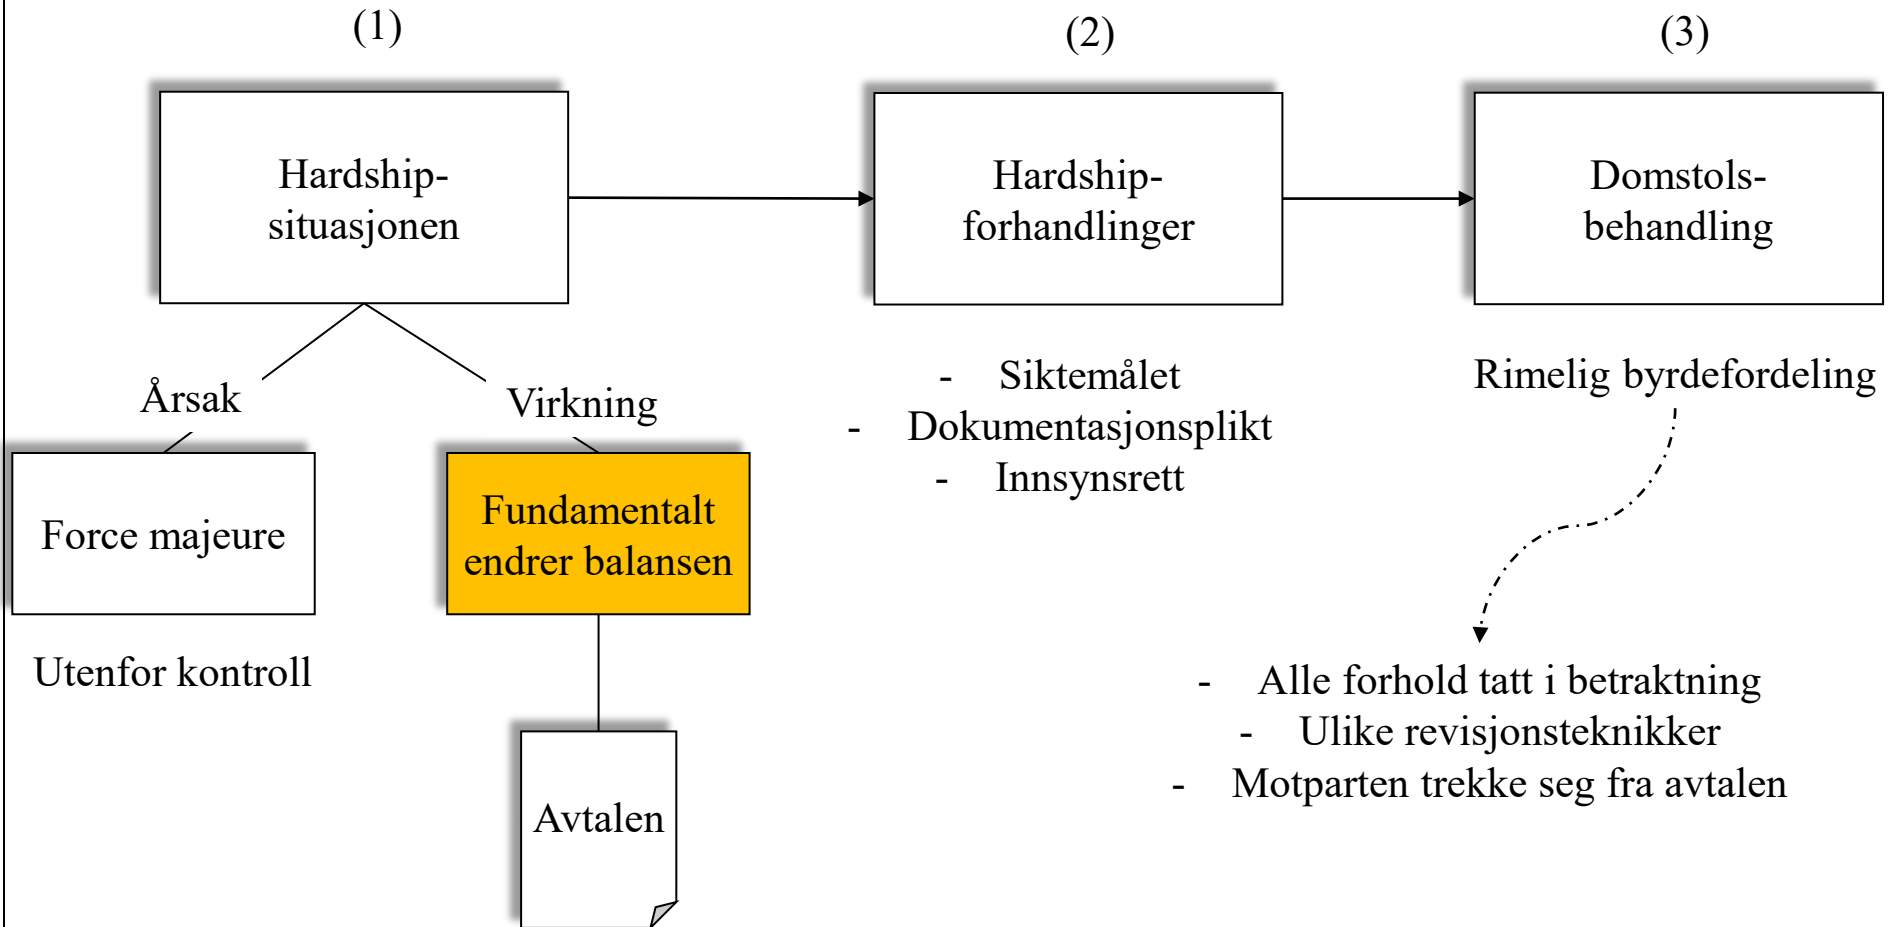 (1)
(2)
(3)
Hardship-
situasjonen
Hardship-
forhandlinger
Domstols-
behandling
Årsak
Virkning
Force majeure
Utenfor kontroll
Fundamentalt
endrer balansen
Avtalen
- Siktemålet
- Dokumentasjonsplikt
- Innsynsrett
Rimelig byrdefordeling
- Alle forhold tatt i betraktning
- Ulike revisjonsteknikker
- Motparten trekke seg fra avtalen